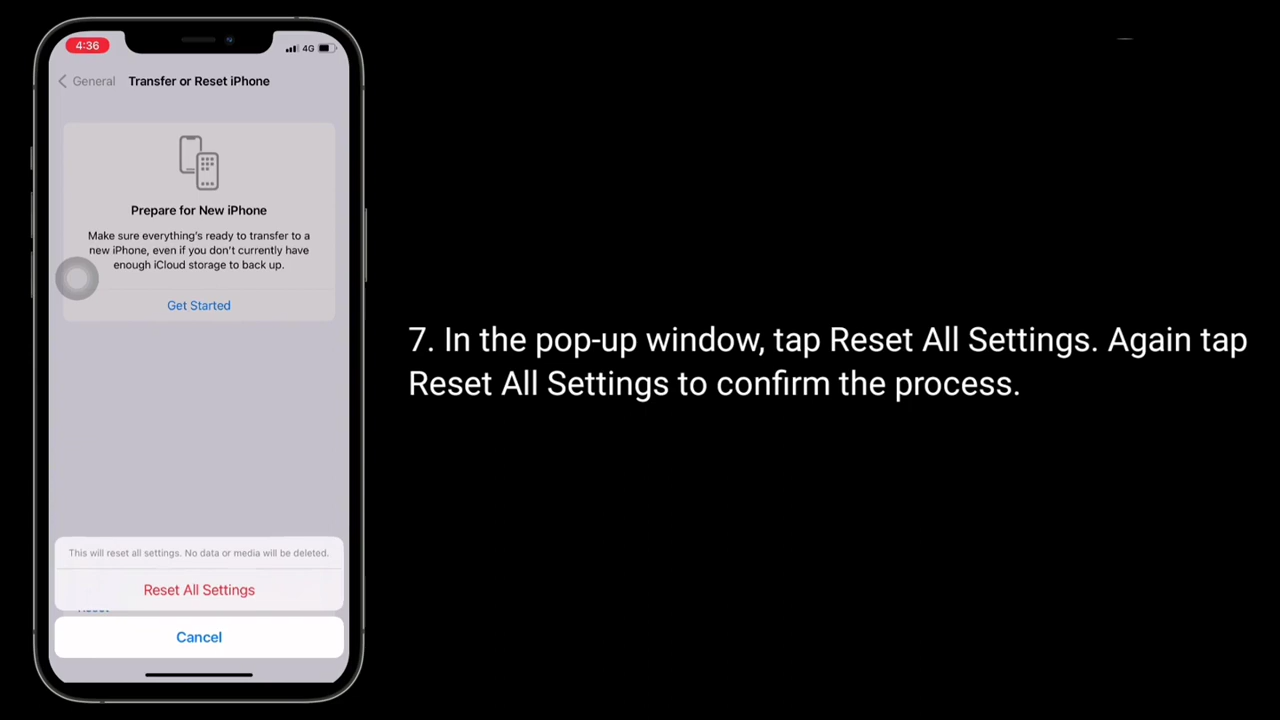 4:36
4G
General
Transfer or Reset iPhone
Prepare for New iPhone
Make sure everything's ready to transfer to a
new iPhone, even if you don't currently have
enough iCloud storage to back up.
Get Started
This will reset all settings. No data or media will be deleted.
Reset All Settings
Reset
Cancel
7. In the pop-up window, tap Reset All Settings. Again tap
Reset All Settings to confirm the process.